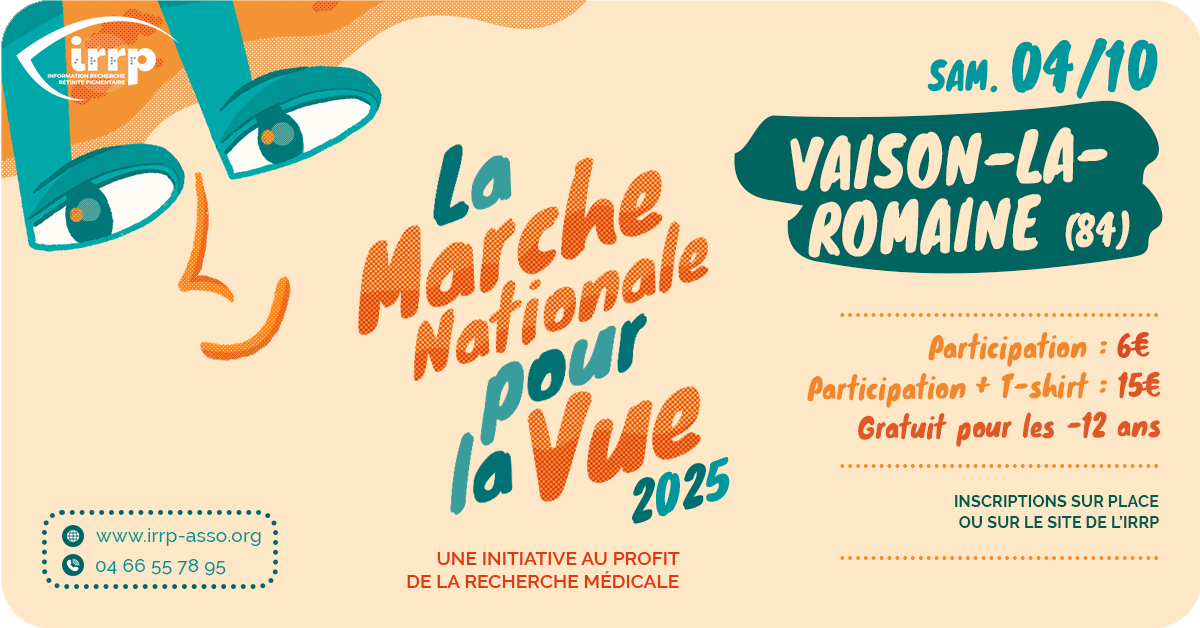 irrp
INFORMATION RECHERCHE
RÉTINITE PIGMENTAIRE
La
Marche
Nationale
pour
la Vue
2025
UNE INITIATIVE AU PROFIT
DE LA RECHERCHE MÉDICALE
SAM. 04/10
VAISON-LA-
ROMAINE (84)
Participation : 6€
Participation + T-shirt : 15€
Gratuit pour les -12 ans
INSCRIPTIONS SUR PLACE
OU SUR LE SITE DE L'IRRP
www.irrp-asso.org
04 66 55 78 95